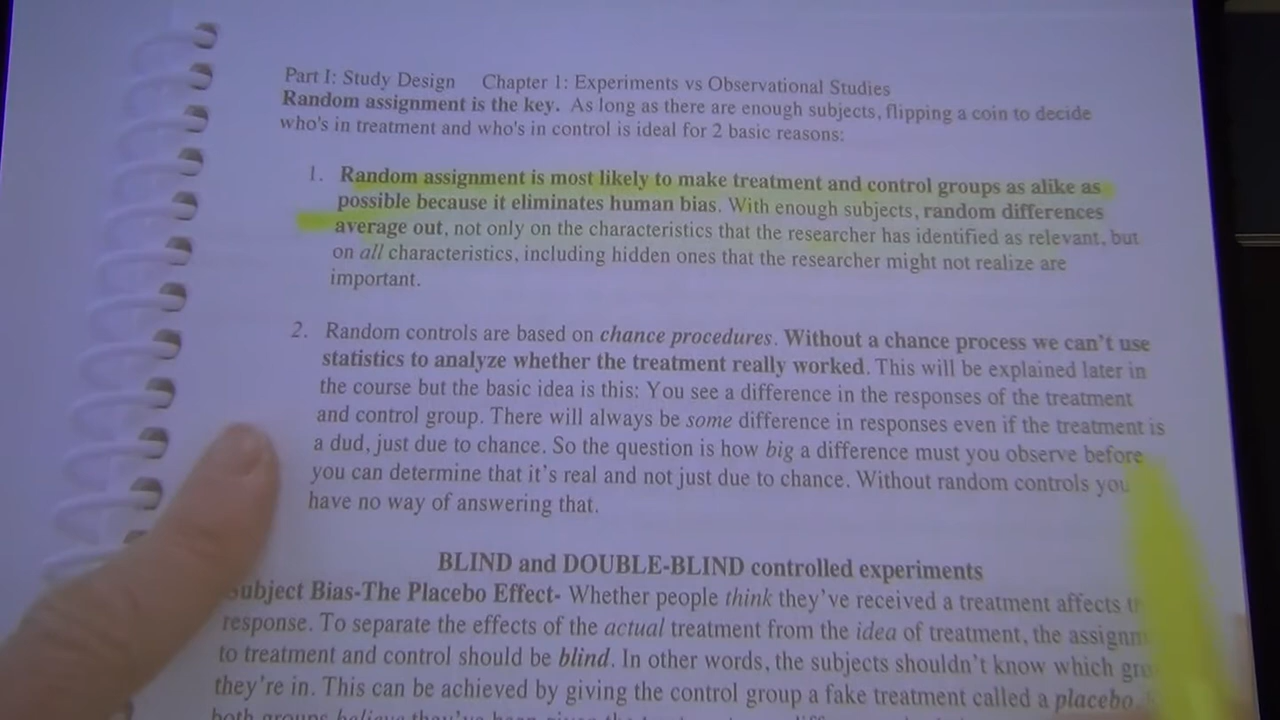 Part I: Study Design Chapter 1: Experiments vs Observational Studies
Random assignment is the key. As long as there are enough subjects, flipping a coin to decide
who's in treatment and who's in control is ideal for 2 basic reasons:
1. Random assignment is most likely to make treatment and control groups as alike as
possible because it eliminates human bias. With enough subjects, random differences
average out, not only on the characteristics that the researcher has identified as relevant, but
on all characteristics, including hidden ones that the researcher might not realize are
important.
2. Random controls are based on chance procedures. Without a chance process we can't use
statistics to analyze whether the treatment really worked. This will be explained later in
the course but the basic idea is this: You see a difference in the responses of the treatment
and control group. There will always be some difference in responses even if the treatment is
a dud, just due to chance. So the question is how big a difference must you observe before
you can determine that it's real and not just due to chance. Without random controls you
have no way of answering that.
BLIND and DOUBLE-BLIND controlled experiments
Subject Bias-The Placebo Effect- Whether people think they've received a treatment affects
response. To separate the effects of the actual treatment from the idea of treatment, the
to treatment and control should be blind. In other words, the subjects shouldn't know which
they're in. This can be achieved by giving the control group a fake treatment called a placebo
both groups believe they've been